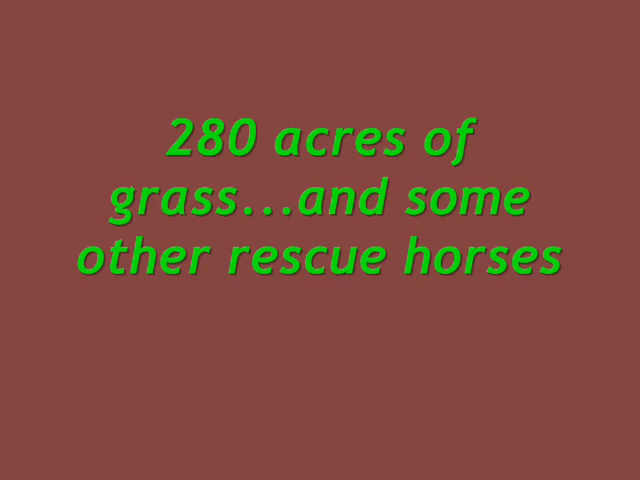 280 acres of
grass...and some
other rescue horses